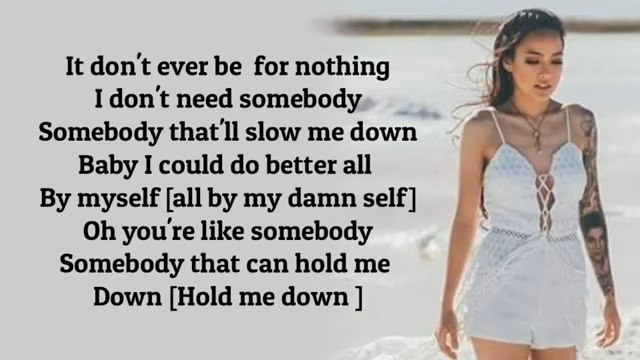 It don't ever be for nothing
I don't need somebody
Somebody that'll slow me down
Baby I could do better all
By myself [all by my damn self]
Oh you're like somebody
Somebody that can hold me
Down [Hold me down ]